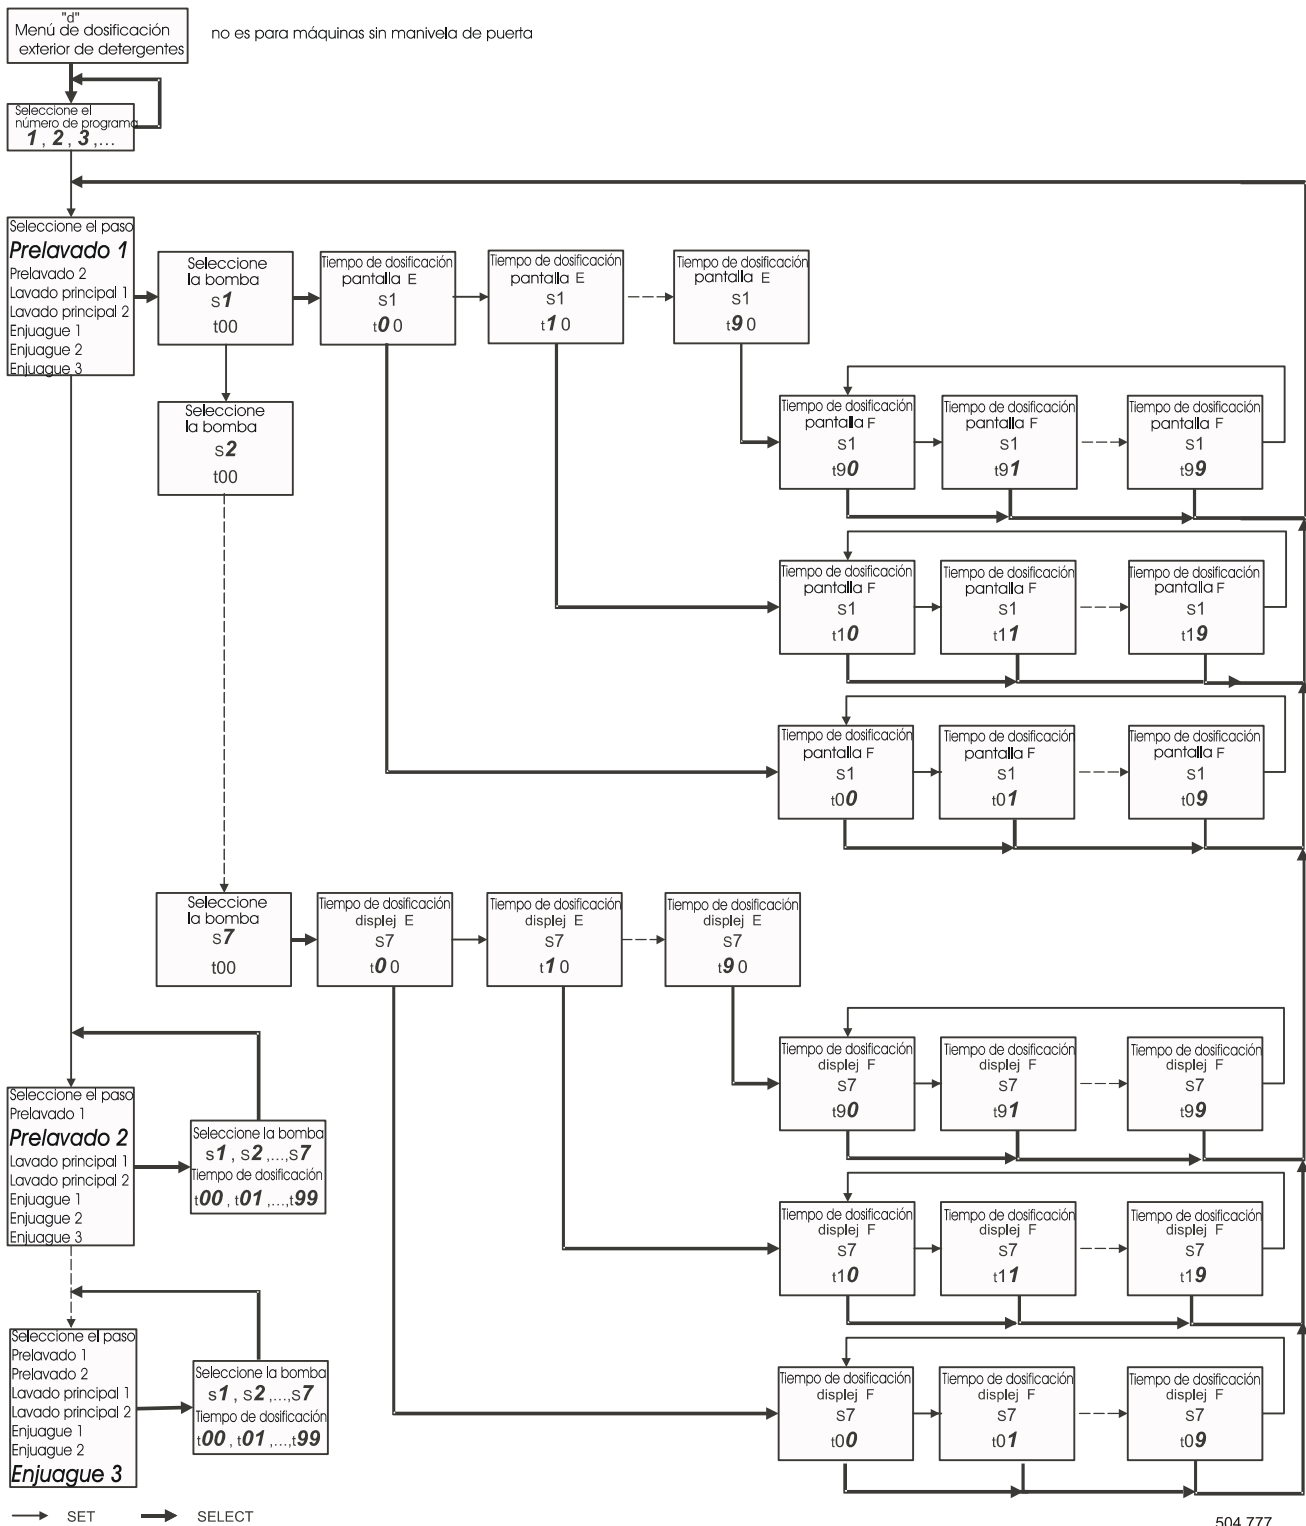 "d"
Menú de dosificación
exterior de detergentes
no es para máquinas sin manivela de puerta
Seleccione el
número de programa
1 , 2 , 3 ,...
Seleccione el paso
Prelavado 1
Prelavado 2
Lavado principal 1
Lavado principal 2
Enjuague 1
Enjuague 2
Enjuague 3
Seleccione
la bomba
s1
t00
Tiempo de dosificación
pantalla E
s1
t0 0
Tiempo de dosificación
pantalla E
s1
t1 0
Tiempo de dosificación
pantalla E
s1
t9 0
Seleccione
la bomba
s2
t00
Tiempo de dosificación
pantalla F
s1
t90
Tiempo de dosificación
pantalla F
s1
t91
Tiempo de dosificación
pantalla F
s1
t99
Tiempo de dosificación
pantalla F
s1
t10
Tiempo de dosificación
pantalla F
s1
t11
Tiempo de dosificación
pantalla F
s1
t19
Tiempo de dosificación
pantalla F
s1
t00
Tiempo de dosificación
pantalla F
s1
t01
Tiempo de dosificación
pantalla F
s1
t09
Seleccione
la bomba
s7
t00
Tiempo de dosificación
displej E
s7
t0 0
Tiempo de dosificación
displej E
s7
t1 0
Tiempo de dosificación
displej E
s7
t9 0
Tiempo de dosificación
displej F
s7
t90
Tiempo de dosificación
displej F
s7
t91
Tiempo de dosificación
displej F
s7
t99
Seleccione el paso
Prelavado 1
Prelavado 2
Lavado principal 1
Lavado principal 2
Enjuague 1
Enjuague 2
Enjuague 3
Seleccione la bomba
s1 , s2 ,...,s7
Tiempo de dosificación
t00 , t01 ,...,t99
Tiempo de dosificación
displej F
s7
t10
Tiempo de dosificación
displej F
s7
t11
Tiempo de dosificación
displej F
s7
t19
Seleccione el paso
Prelavado 1
Prelavado 2
Lavado principal 1
Lavado principal 2
Enjuague 1
Enjuague 2
Enjuague 3
Seleccione la bomba
s1 , s2 ,...,s7
Tiempo de dosificación
t00 , t01 ,...,t99
Tiempo de dosificación
displej F
s7
t00
Tiempo de dosificación
displej F
s7
t01
Tiempo de dosificación
displej F
s7
t09
SET
SELECT
504.777